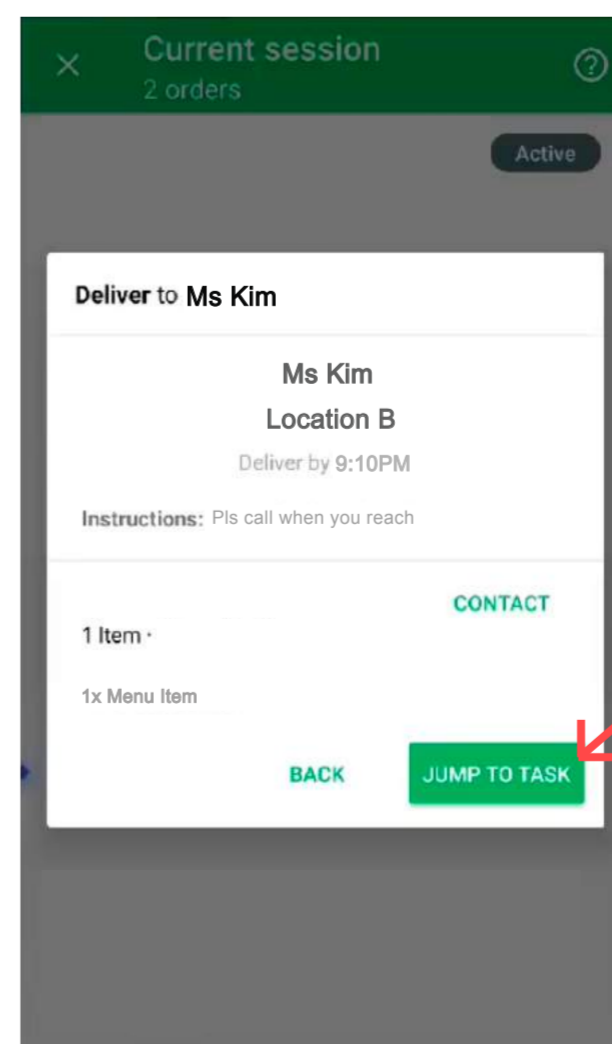 Current session
2 orders
Active
Deliver to Ms Kim
Ms Kim
Location B
Deliver by 9:10PM
Instructions: Pls call when you reach
CONTACT
1 Item ·
1x Menu Item
BACK JUMP TO TASK